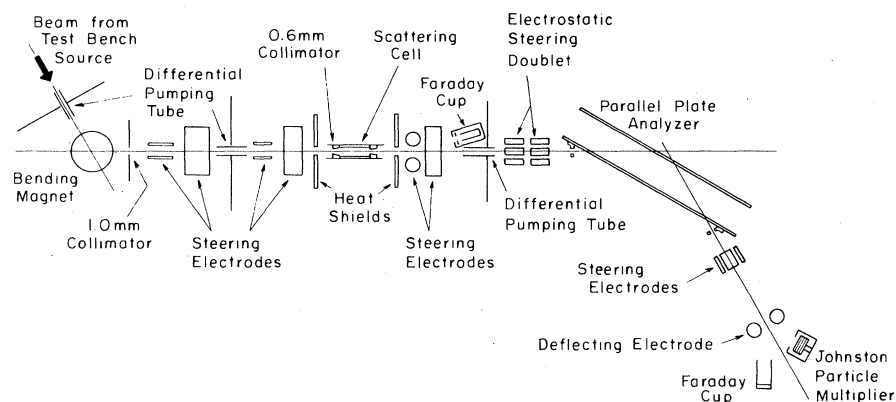 Beam from
Test Bench
Source
Differential
Pumping
Tube
Bending
Magnet
1.0mm
Collimator
Steering
Electrodes
0.6mm
Collimator
Scattering
Cell
Heat
Shields
Faraday
Cup
Steering
Electrodes
Electrostatic
Steering
Doublet
Differential
Pumping Tube
Parallel Plate
Analyzer
Steering
Electrodes
Deflecting Electrode
Faraday
Cup
Johnston
Particle
Multiplier